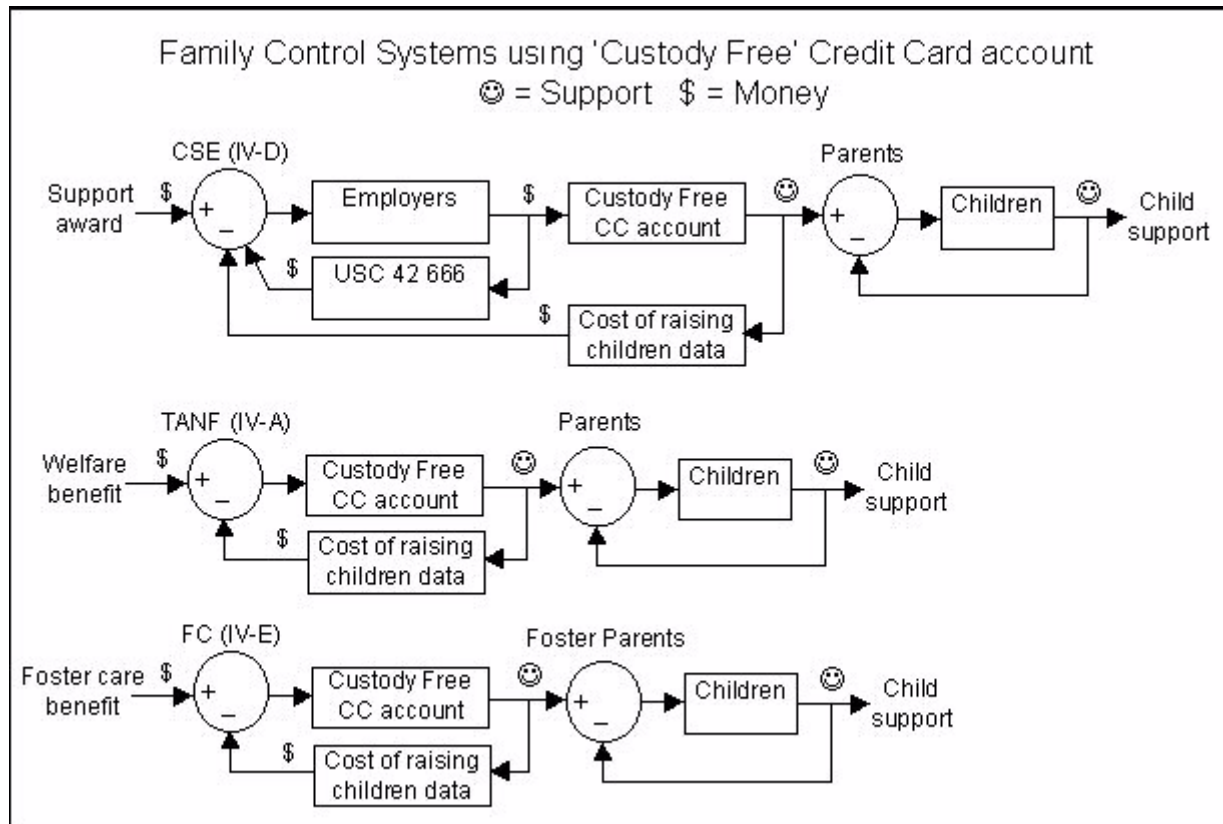 Family Control Systems using 'Custody Free' Credit Card account
☺ = Support $ = Money
CSE (IV-D)
Parents
Support
award
$
+
−
Employers
$
Custody Free
CC account
☺
+
−
Children
☺
Child
support
$
USC 42 666
$
Cost of raising
children data
TANF (IV-A)
Parents
Welfare
benefit
$
+
−
Custody Free
CC account
☺
+
−
Children
☺
Child
support
$
Cost of raising
children data
FC (IV-E)
Foster Parents
Foster care
benefit
$
+
−
Custody Free
CC account
☺
+
−
Children
☺
Child
support
$
Cost of raising
children data